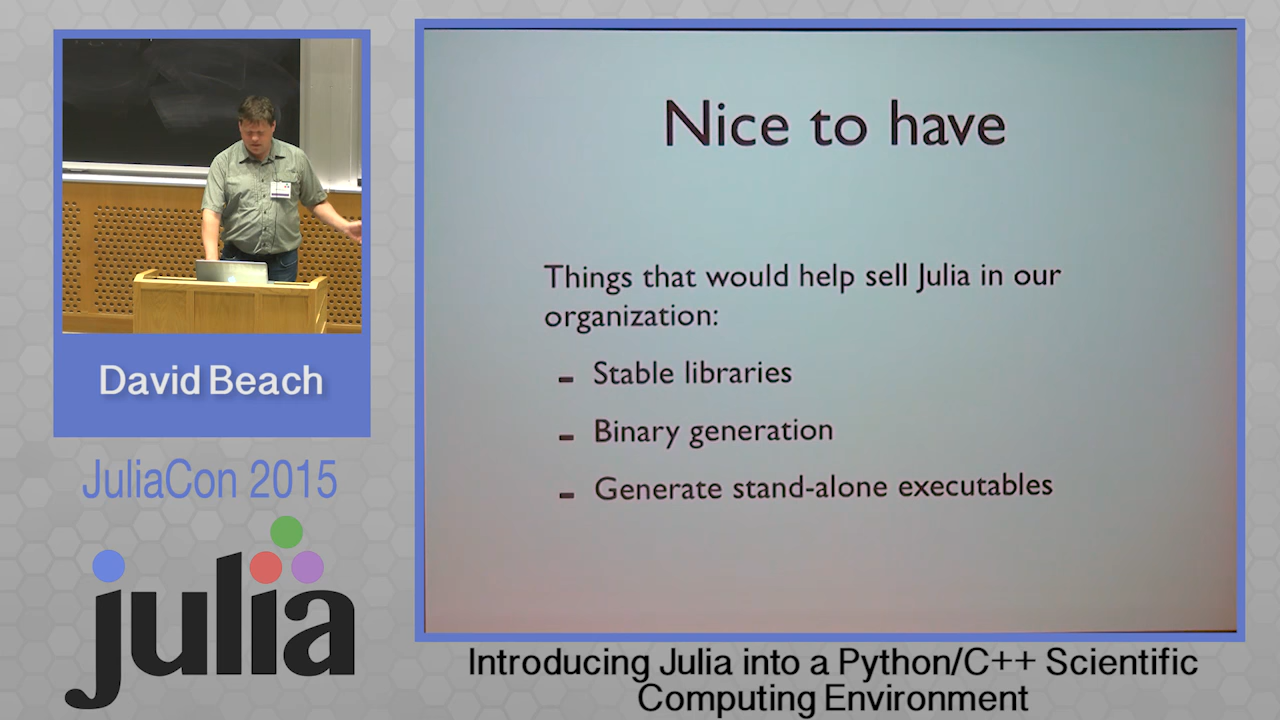 David Beach
JuliaCon 2015
julia
Nice to have
Things that would help sell Julia in our
organization:
- Stable libraries
- Binary generation
- Generate stand-alone executables
Introducing Julia into a Python/C++ Scientific
Computing Environment